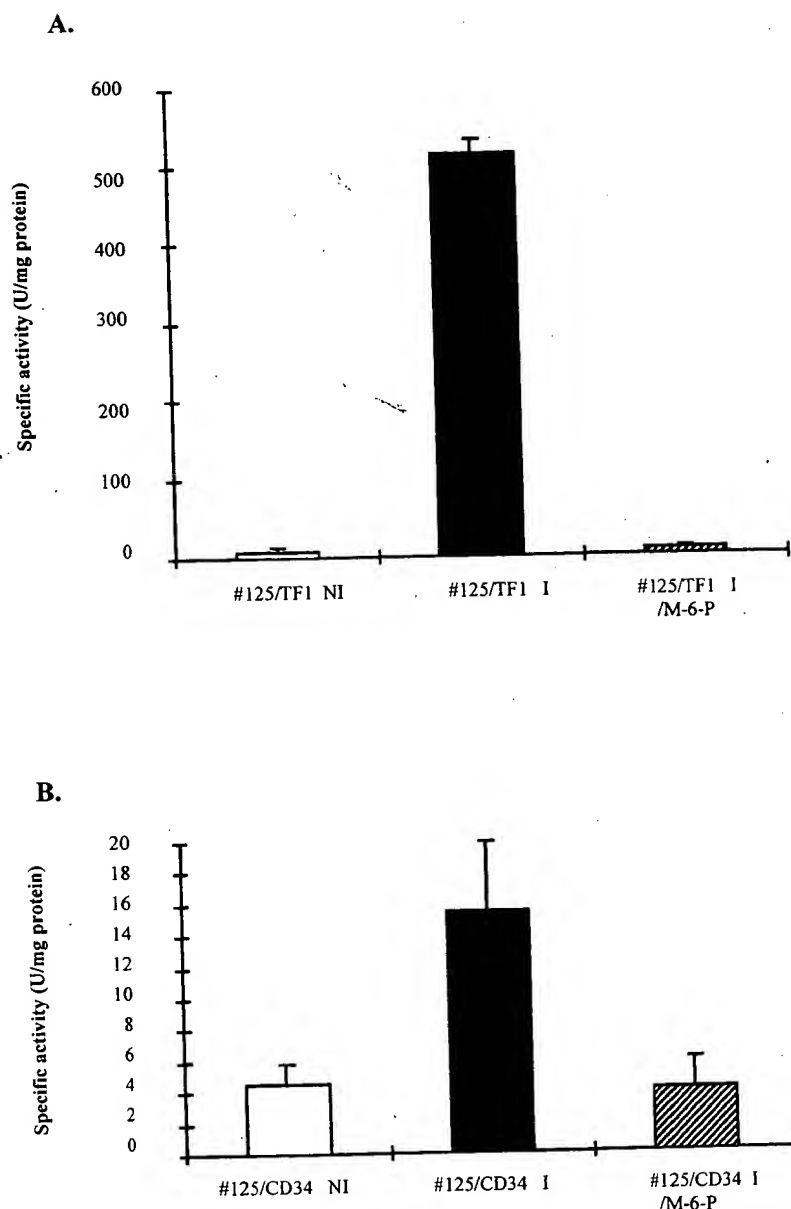 A.
Specific activity (U/mg protein)
600
500
400
300
200
100
0
#125/TF1 NI
#125/TF1 I
#125/TF1 I
/M-6-P
B.
Specific activity (U/mg protein)
20
18
16
14
12
10
8
6
4
2
0
#125/CD34 NI
#125/CD34 I
#125/CD34 I
/M-6-P